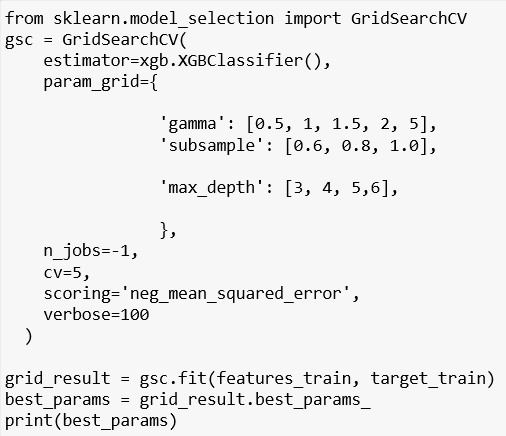 from sklearn.model_selection import GridSearchCV
gsc = GridSearchCV(
    estimator=xgb.XGBClassifier(),
    param_grid={
                'gamma': [0.5, 1, 1.5, 2, 5],
                'subsample': [0.6, 0.8, 1.0],
                'max_depth': [3, 4, 5,6],
                },
    n_jobs=-1,
    cv=5,
    scoring='neg_mean_squared_error',
    verbose=100
  )
grid_result = gsc.fit(features_train, target_train)
best_params = grid_result.best_params_
print(best_params)